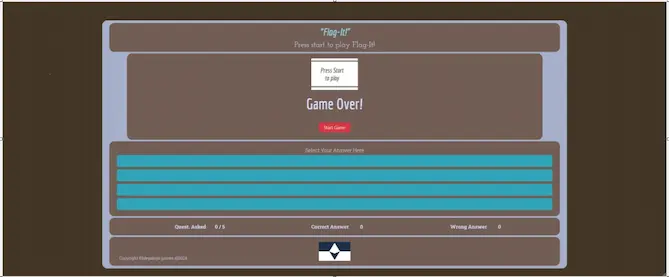 "Flag-It!"
Press start to play Flag-It!
Press Start
to play
Game Over!
Start Game
Select Your Answer Here
Quest. Asked 0 / 5 Correct Answer 0 Wrong Answer 0
Copyright games ©2024